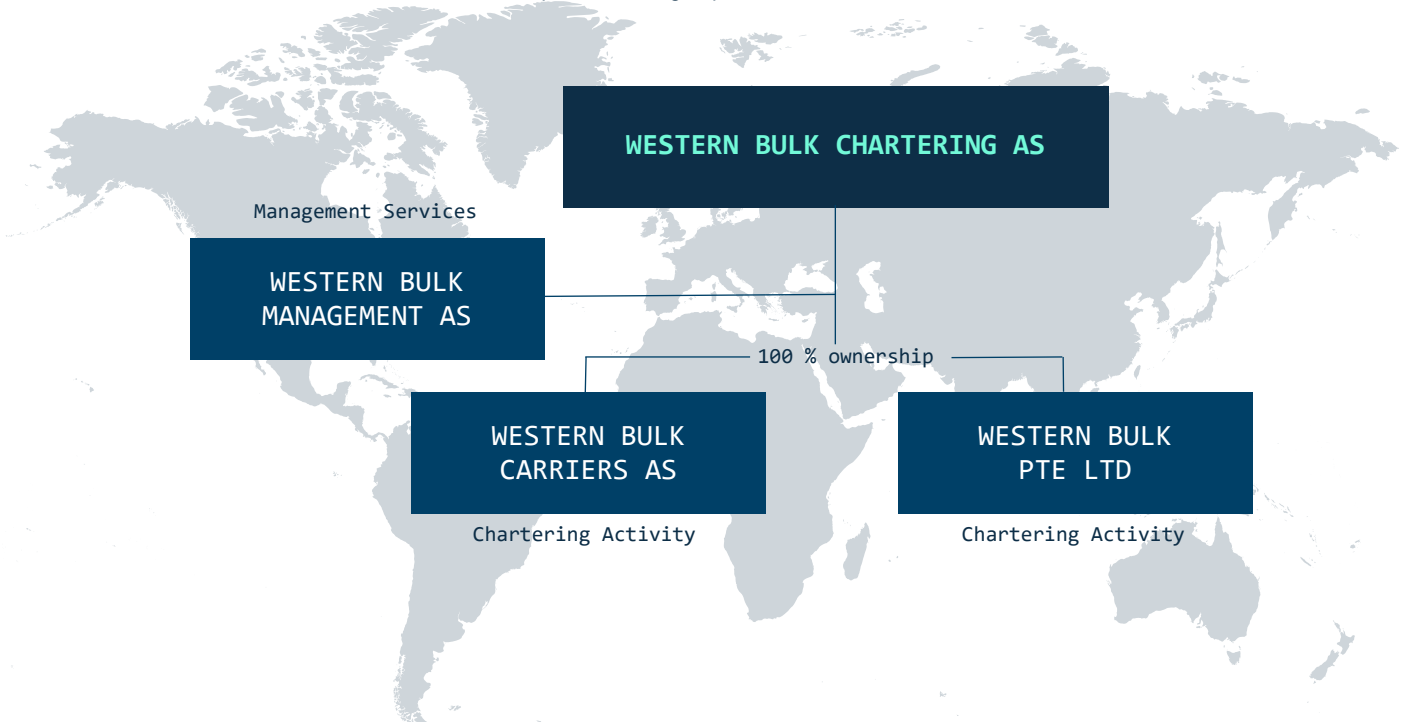 WESTERN BULK CHARTERING AS
Management Services
WESTERN BULK
MANAGEMENT AS
100 % ownership
WESTERN BULK
CARRIERS AS
WESTERN BULK
PTE LTD
Chartering Activity
Chartering Activity